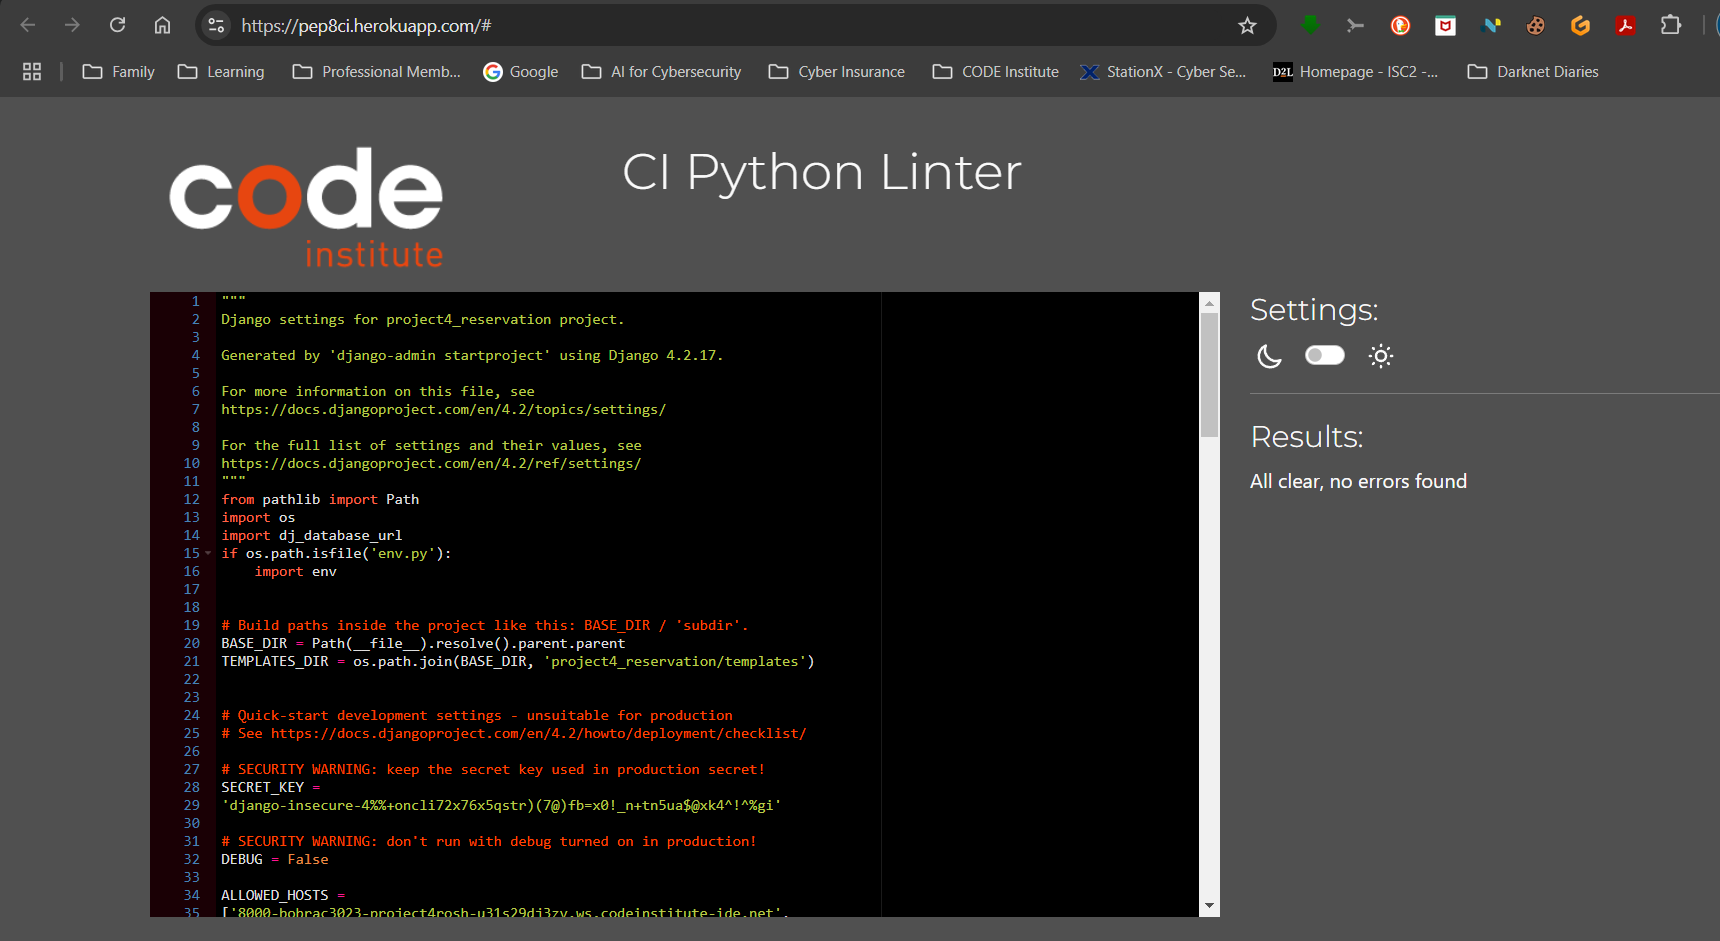 https://pep8ci.herokuapp.com/#
Family
Learning
Professional Memb...
Google
AI for Cybersecurity
Cyber Insurance
CODE Institute
StationX - Cyber Se...
D2L
Homepage - ISC2 -...
Darknet Diaries
code
institute
CI Python Linter
1 """
2 Django settings for project4_reservation project.
3
4 Generated by 'django-admin startproject' using Django 4.2.17.
5
6 For more information on this file, see
7 https://docs.djangoproject.com/en/4.2/topics/settings/
8
9 For the full list of settings and their values, see
10 https://docs.djangoproject.com/en/4.2/ref/settings/
11 """
12 from pathlib import Path
13 import os
14 import dj_database_url
15 if os.path.isfile('env.py'):
16     import env
17
18
19 # Build paths inside the project like this: BASE_DIR / 'subdir'.
20 BASE_DIR = Path(__file__).resolve().parent.parent
21 TEMPLATES_DIR = os.path.join(BASE_DIR, 'project4_reservation/templates')
22
23
24 # Quick-start development settings - unsuitable for production
25 # See https://docs.djangoproject.com/en/4.2/howto/deployment/checklist/
26
27 # SECURITY WARNING: keep the secret key used in production secret!
28 SECRET_KEY =
29 'django-insecure-4%%+oncli72x76x5qstr)(7@)fb=x0!_n+tn5ua$@xk4^!^%gi'
30
31 # SECURITY WARNING: don't run with debug turned on in production!
32 DEBUG = False
33
34 ALLOWED_HOSTS =
35 ['8000-bobrac3023-project4rosh-u31s29dj3zv.ws.codeinstitute-ide.net',
Settings:
Results:
All clear, no errors found